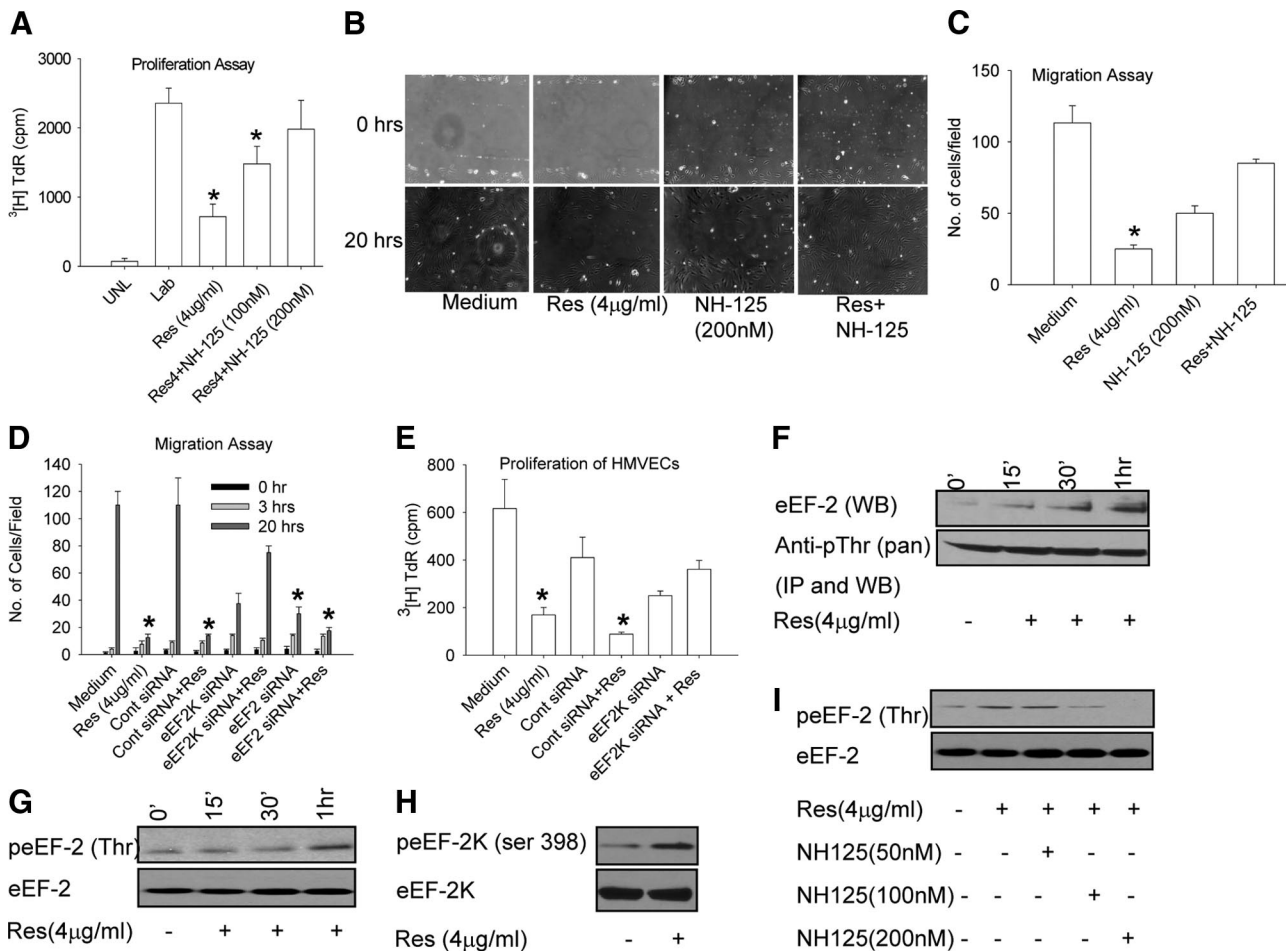 A
Proliferation Assay
3[H] TdR (cpm)
3000
2000
1000
0
UNL
Lab
Res (4ug/ml)
Res4+NH-125 (100nM)
Res4+NH-125 (200nM)
*
*
B
0 hrs
20 hrs
Medium
Res (4µg/ml)
NH-125
(200nM)
Res+
NH-125
C
Migration Assay
No. of cells/field
150
100
50
0
Medium
Res (4ug/ml)
NH-125 (200nM)
Res+NH-125
*
D
Migration Assay
No. of Cells/Field
140
120
100
80
60
40
20
0
0 hr
3 hrs
20 hrs
Medium
Res (4ug/ml)
Cont siRNA
Cont siRNA+Res
eEF2K siRNA
eEF2K siRNA+Res
eEF2 siRNA
eEF2 siRNA+Res
* * * *
E
Proliferation of HMVECs
3[H] TdR (cpm)
800
600
400
200
0
Medium
Res (4ug/ml)
Cont siRNA
Cont siRNA+Res
eEF2K siRNA
eEF2K siRNA + Res
* *
F
0' 15' 30' 1hr
eEF-2 (WB)
Anti-pThr (pan)
(IP and WB)
Res(4µg/ml) - + + +
G
0' 15' 30' 1hr
peEF-2 (Thr)
eEF-2
Res(4µg/ml) - + + +
H
peEF-2K (ser 398)
eEF-2K
Res (4µg/ml) - +
I
peEF-2 (Thr)
eEF-2
Res(4µg/ml) - + + + +
NH125(50nM) - - + - -
NH125(100nM) - - - + -
NH125(200nM) - - - - +